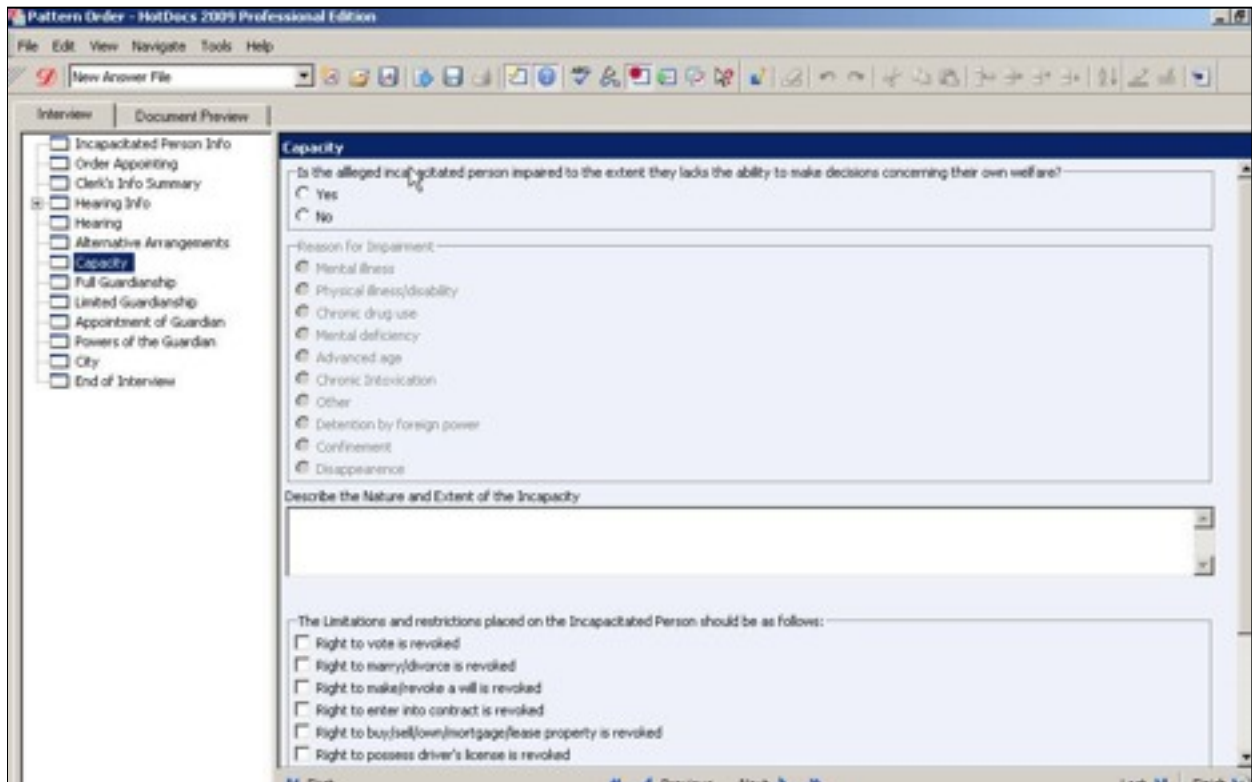 Pattern Order - HotDocs 2009 Professional Edition
File Edit View Navigate Tools Help
New Answer File
Interview Document Preview
Incapacitated Person Info
Order Appointing
Clerk's Info Summary
Hearing Info
Hearing
Alternative Arrangements
Capacity
Full Guardianship
Limited Guardianship
Appointment of Guardian
Powers of the Guardian
City
End of Interview
Capacity
Is the alleged incapacitated person impaired to the extent they lacks the ability to make decisions concerning their own welfare?
Yes
No
Reason for Impairment
Mental illness
Physical illness/disability
Chronic drug use
Mental deficiency
Advanced age
Chronic Intoxication
Other
Detention by foreign power
Confinement
Disappearence
Describe the Nature and Extent of the Incapacity
The Limitations and restrictions placed on the Incapacitated Person should be as follows:
Right to vote is revoked
Right to marry/divorce is revoked
Right to make/revoke a will is revoked
Right to enter into contract is revoked
Right to buy/sell/own/mortgage/lease property is revoked
Right to possess driver's license is revoked
First Previous Next Last Finish